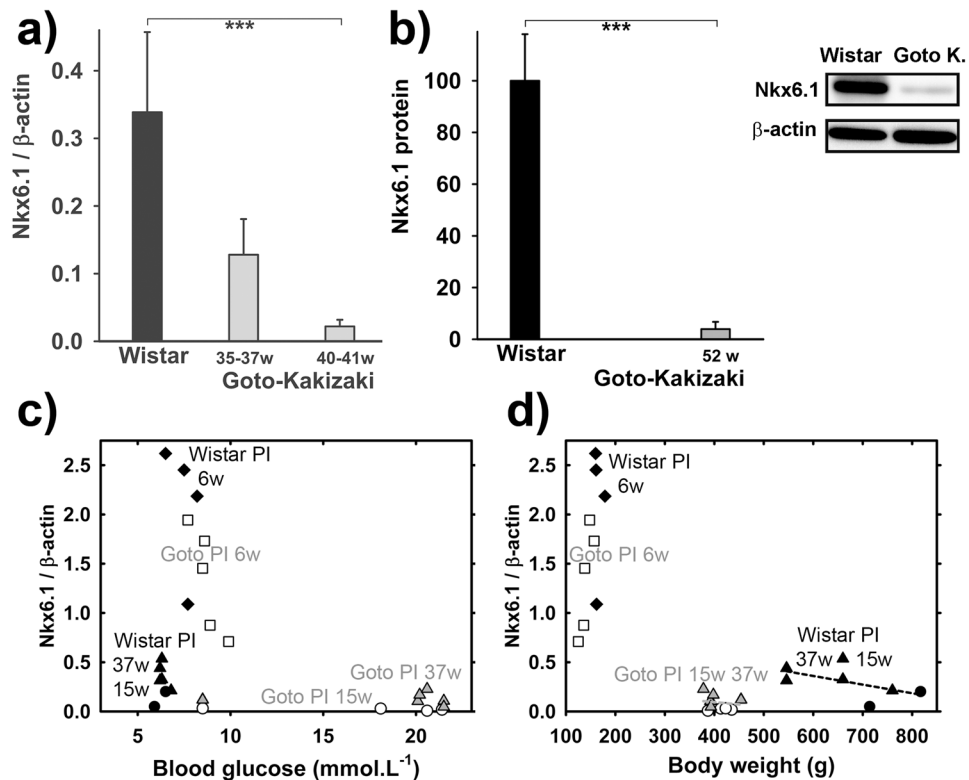 a)
***
Nkx6.1 / β-actin
0.4
0.3
0.2
0.1
0.0
Wistar
35-37w
40-41w
Goto-Kakizaki
b)
***
Nkx6.1 protein
100
80
60
40
20
0
Wistar
52 w
Goto-Kakizaki
Wistar Goto K.
Nkx6.1
β-actin
c)
Nkx6.1 / β-actin
2.5
2.0
1.5
1.0
0.5
0.0
Wistar PI
6w
Goto PI 6w
Wistar PI
37w
15w
Goto PI 37w
Goto PI 15w
5 10 15 20
Blood glucose (mmol.L⁻¹)
d)
Nkx6.1 / β-actin
2.5
2.0
1.5
1.0
0.5
0.0
Wistar PI
6w
Goto PI 6w
Wistar PI
37w 15w
Goto PI 15w 37w
100 200 300 400 500 600 700 800
Body weight (g)